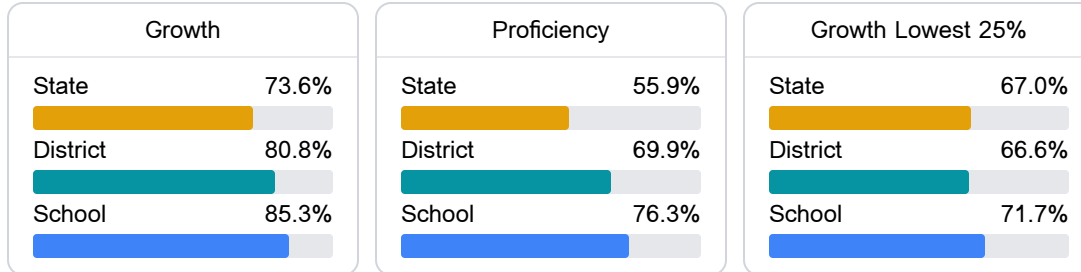 Growth
State 73.6%
District 80.8%
School 85.3%
Proficiency
State 55.9%
District 69.9%
School 76.3%
Growth Lowest 25%
State 67.0%
District 66.6%
School 71.7%